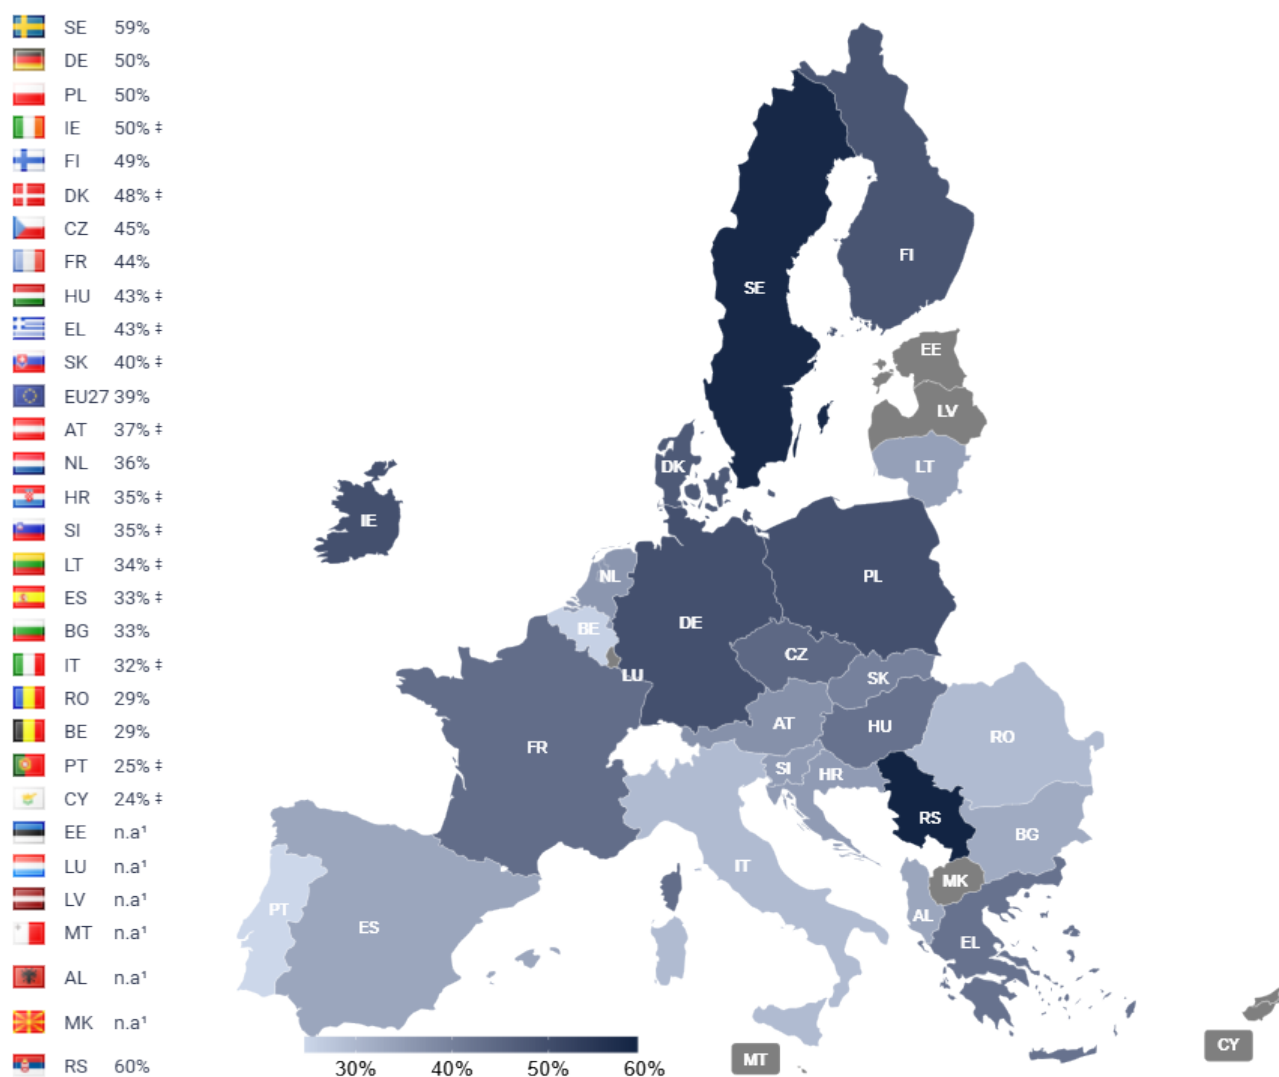 SE 59%
DE 50%
PL 50%
IE 50% ‡
FI 49%
DK 48% ‡
CZ 45%
FR 44%
HU 43% ‡
EL 43% ‡
SK 40% ‡
EU27 39%
AT 37% ‡
NL 36%
HR 35% ‡
SI 35% ‡
LT 34% ‡
ES 33% ‡
BG 33%
IT 32% ‡
RO 29%
BE 29%
PT 25% ‡
CY 24% ‡
EE n.a¹
LU n.a¹
LV n.a¹
MT n.a¹
AL n.a¹
MK n.a¹
RS 60%
FI
SE
EE
LV
LT
DK
IE
NL
PL
DE
BE
CZ
LU
SK
AT
HU
RO
FR
SI
HR
RS
BG
IT
MK
PT
AL
ES
EL
CY
MT
30% 40% 50% 60%